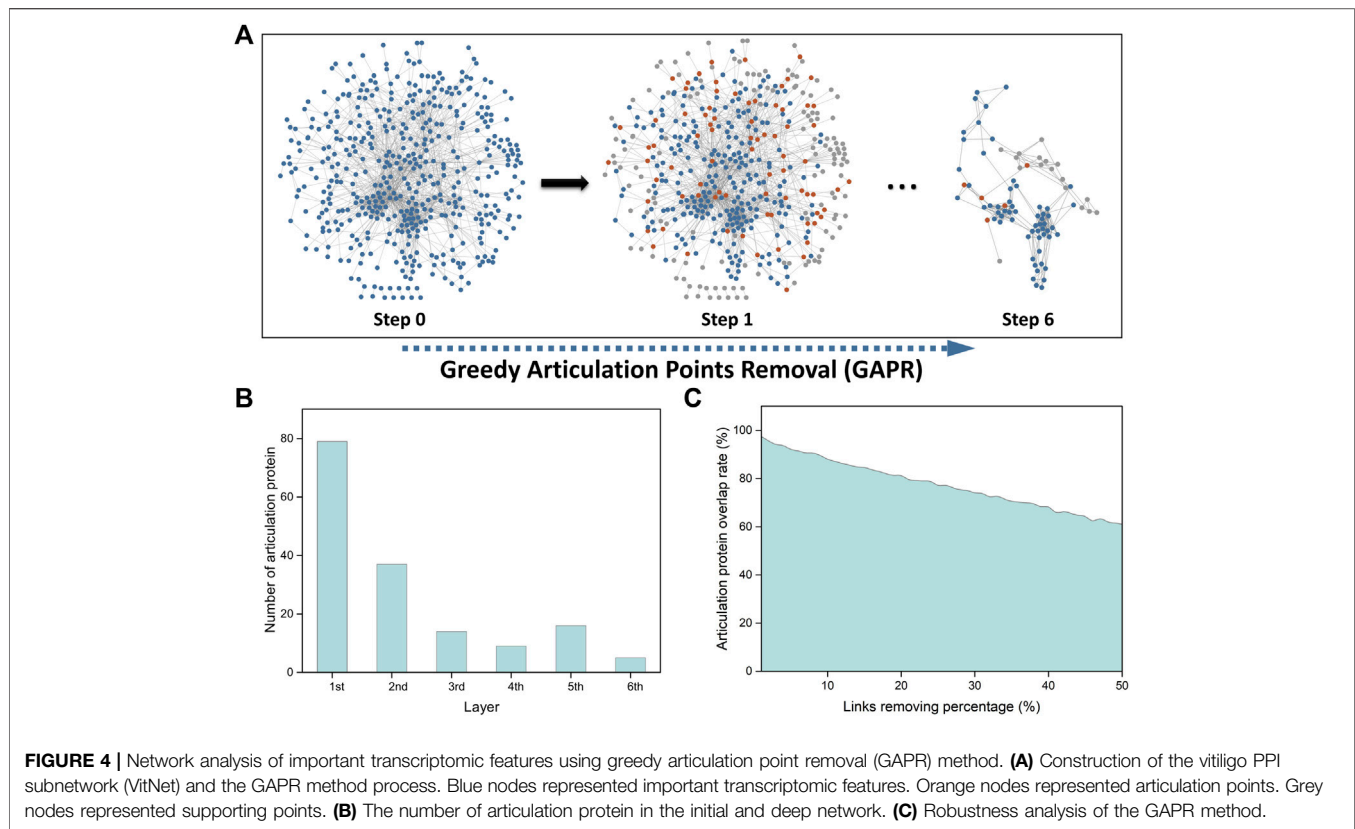 A
Step 0
Step 1
...
Step 6
Greedy Articulation Points Removal (GAPR)
B
Number of articulation protein
80
60
40
20
0
1st 2nd 3rd 4th 5th 6th
Layer
C
Articulation protein overlap rate (%)
100
80
60
40
20
0
10 20 30 40 50
Links removing percentage (%)
FIGURE 4 | Network analysis of important transcriptomic features using greedy articulation point removal (GAPR) method. (A) Construction of the vitiligo PPI
subnetwork (VitNet) and the GAPR method process. Blue nodes represented important transcriptomic features. Orange nodes represented articulation points. Grey
nodes represented supporting points. (B) The number of articulation protein in the initial and deep network. (C) Robustness analysis of the GAPR method.